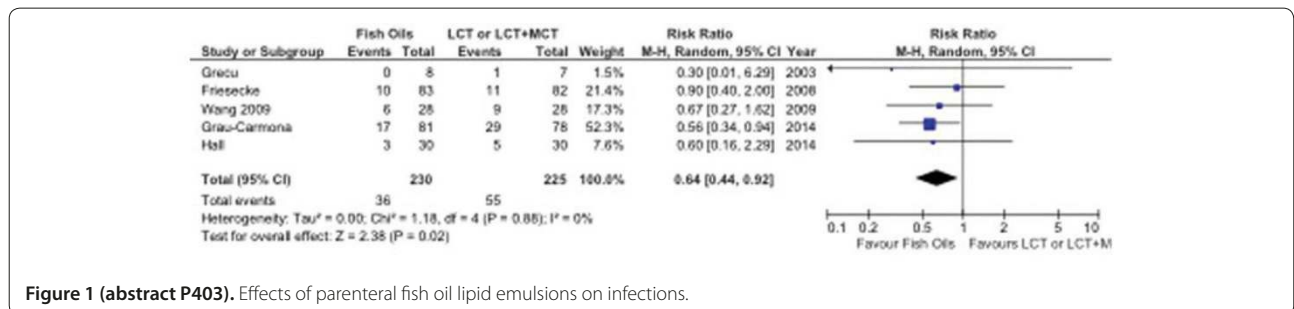 Fish Oils LCT or LCT+MCT Risk Ratio Risk Ratio
Study or Subgroup Events Total Events Total Weight M-H, Random, 95% CI Year M-H, Random, 95% CI
Grecu 0 8 1 7 1.5% 0.30 [0.01, 6.29] 2003
Friesecke 10 83 11 82 21.4% 0.90 [0.40, 2.00] 2008
Wang 2009 6 28 9 28 17.3% 0.67 [0.27, 1.62] 2009
Grau-Carmona 17 81 29 78 52.3% 0.56 [0.34, 0.94] 2014
Hall 3 30 5 30 7.6% 0.60 [0.16, 2.29] 2014
Total (95% CI) 230 225 100.0% 0.64 [0.44, 0.92]
Total events 36 55
Heterogeneity: Tau² = 0.00; Chi² = 1.18, df = 4 (P = 0.88); I² = 0%
Test for overall effect: Z = 2.38 (P = 0.02)
0.1 0.2 0.5 1 2 5 10
Favour Fish Oils Favours LCT or LCT+M
Figure 1 (abstract P403). Effects of parenteral fish oil lipid emulsions on infections.